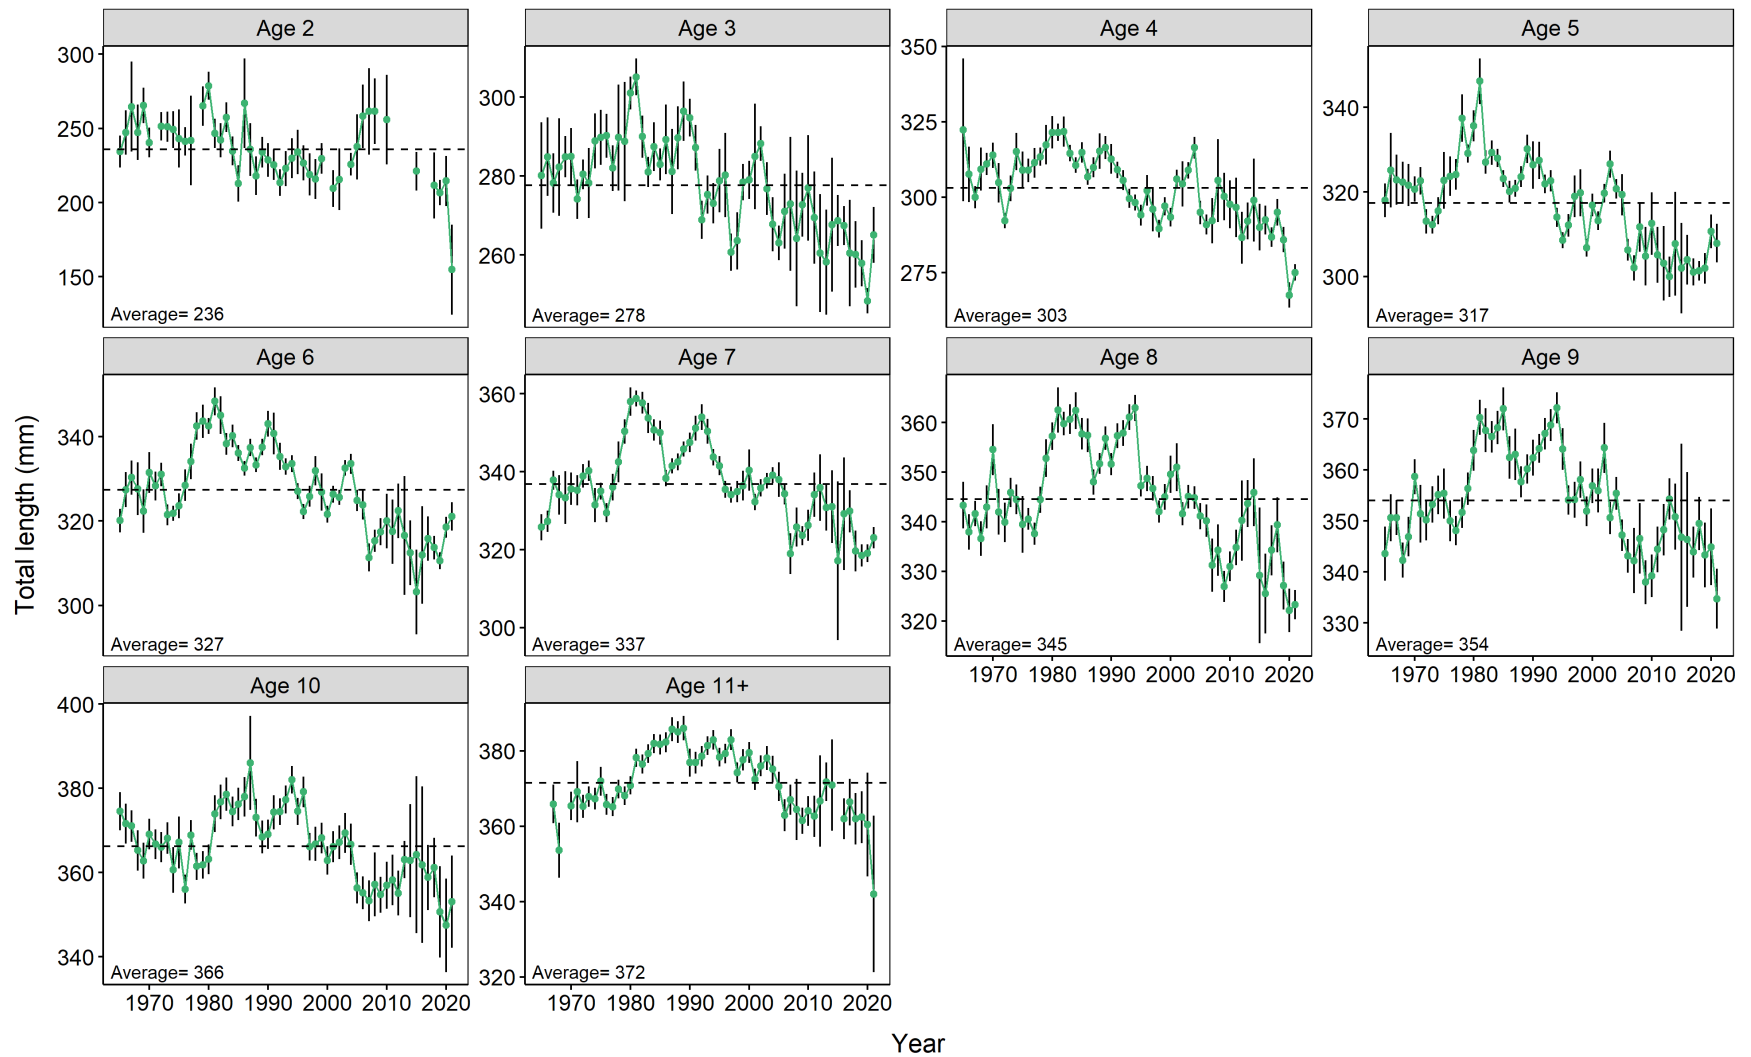 Age 2
Age 3
Age 4
Age 5
300
250
200
150
Average= 236
300
280
260
Average= 278
350
325
300
275
Average= 303
340
320
300
Average= 317
Age 6
Age 7
Age 8
Age 9
340
320
300
Average= 327
360
340
320
300
Average= 337
360
350
340
330
320
Average= 345
1970 1980 1990 2000 2010 2020
370
360
350
340
330
Average= 354
1970 1980 1990 2000 2010 2020
Age 10
Age 11+
400
380
360
340
Average= 366
1970 1980 1990 2000 2010 2020
380
360
340
320
Average= 372
1970 1980 1990 2000 2010 2020
Total length (mm)
Year